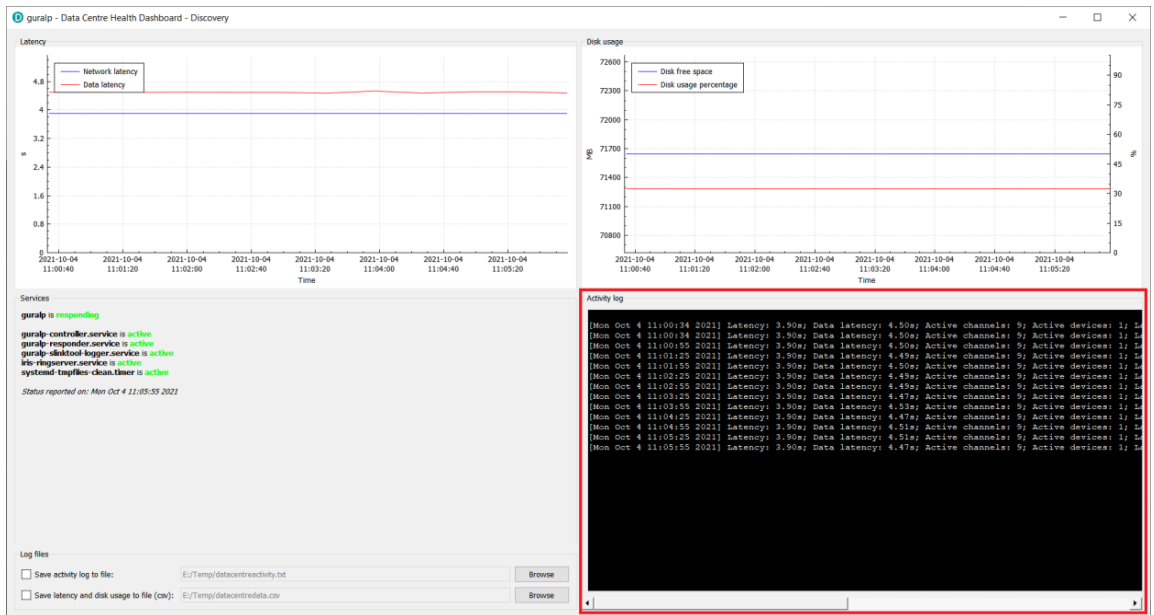 guralp - Data Centre Health Dashboard - Discovery
Latency
Network latency
Data latency
4.8
4
3.2
s
2.4
1.6
0.8
0
2021-10-04 2021-10-04 2021-10-04 2021-10-04 2021-10-04 2021-10-04 2021-10-04 2021-10-04
11:00:40 11:01:20 11:02:00 11:02:40 11:03:20 11:04:00 11:04:40 11:05:20
Time
Disk usage
Disk free space
Disk usage percentage
72600
72300
72000
71700
MB
71400
71100
70800
90
75
60
%
45
30
15
0
2021-10-04 2021-10-04 2021-10-04 2021-10-04 2021-10-04 2021-10-04 2021-10-04 2021-10-04
11:00:40 11:01:20 11:02:00 11:02:40 11:03:20 11:04:00 11:04:40 11:05:20
Time
Services
guralp is responding
guralp-controller.service is active
guralp-responder.service is active
guralp-slinktool-logger.service is active
iris-ringserver.service is active
systemd-tmpfiles-clean.timer is active
Status reported on: Mon Oct 4 11:05:55 2021
Activity log
[Mon Oct 4 11:00:34 2021] Latency: 3.90s; Data latency: 4.50s; Active channels: 9; Active devices: 1; La
[Mon Oct 4 11:00:34 2021] Latency: 3.90s; Data latency: 4.50s; Active channels: 9; Active devices: 1; La
[Mon Oct 4 11:00:55 2021] Latency: 3.90s; Data latency: 4.50s; Active channels: 9; Active devices: 1; La
[Mon Oct 4 11:01:25 2021] Latency: 3.90s; Data latency: 4.49s; Active channels: 9; Active devices: 1; La
[Mon Oct 4 11:01:55 2021] Latency: 3.90s; Data latency: 4.50s; Active channels: 9; Active devices: 1; La
[Mon Oct 4 11:02:25 2021] Latency: 3.90s; Data latency: 4.49s; Active channels: 9; Active devices: 1; La
[Mon Oct 4 11:02:55 2021] Latency: 3.90s; Data latency: 4.49s; Active channels: 9; Active devices: 1; La
[Mon Oct 4 11:03:25 2021] Latency: 3.90s; Data latency: 4.47s; Active channels: 9; Active devices: 1; La
[Mon Oct 4 11:03:55 2021] Latency: 3.90s; Data latency: 4.53s; Active channels: 9; Active devices: 1; La
[Mon Oct 4 11:04:25 2021] Latency: 3.90s; Data latency: 4.47s; Active channels: 9; Active devices: 1; La
[Mon Oct 4 11:04:55 2021] Latency: 3.90s; Data latency: 4.51s; Active channels: 9; Active devices: 1; La
[Mon Oct 4 11:05:25 2021] Latency: 3.90s; Data latency: 4.51s; Active channels: 9; Active devices: 1; La
[Mon Oct 4 11:05:55 2021] Latency: 3.90s; Data latency: 4.47s; Active channels: 9; Active devices: 1; La
Log files
Save activity log to file: E:/Temp/datacentreactivity.txt Browse
Save latency and disk usage to file (csv): E:/Temp/datacentredata.csv Browse